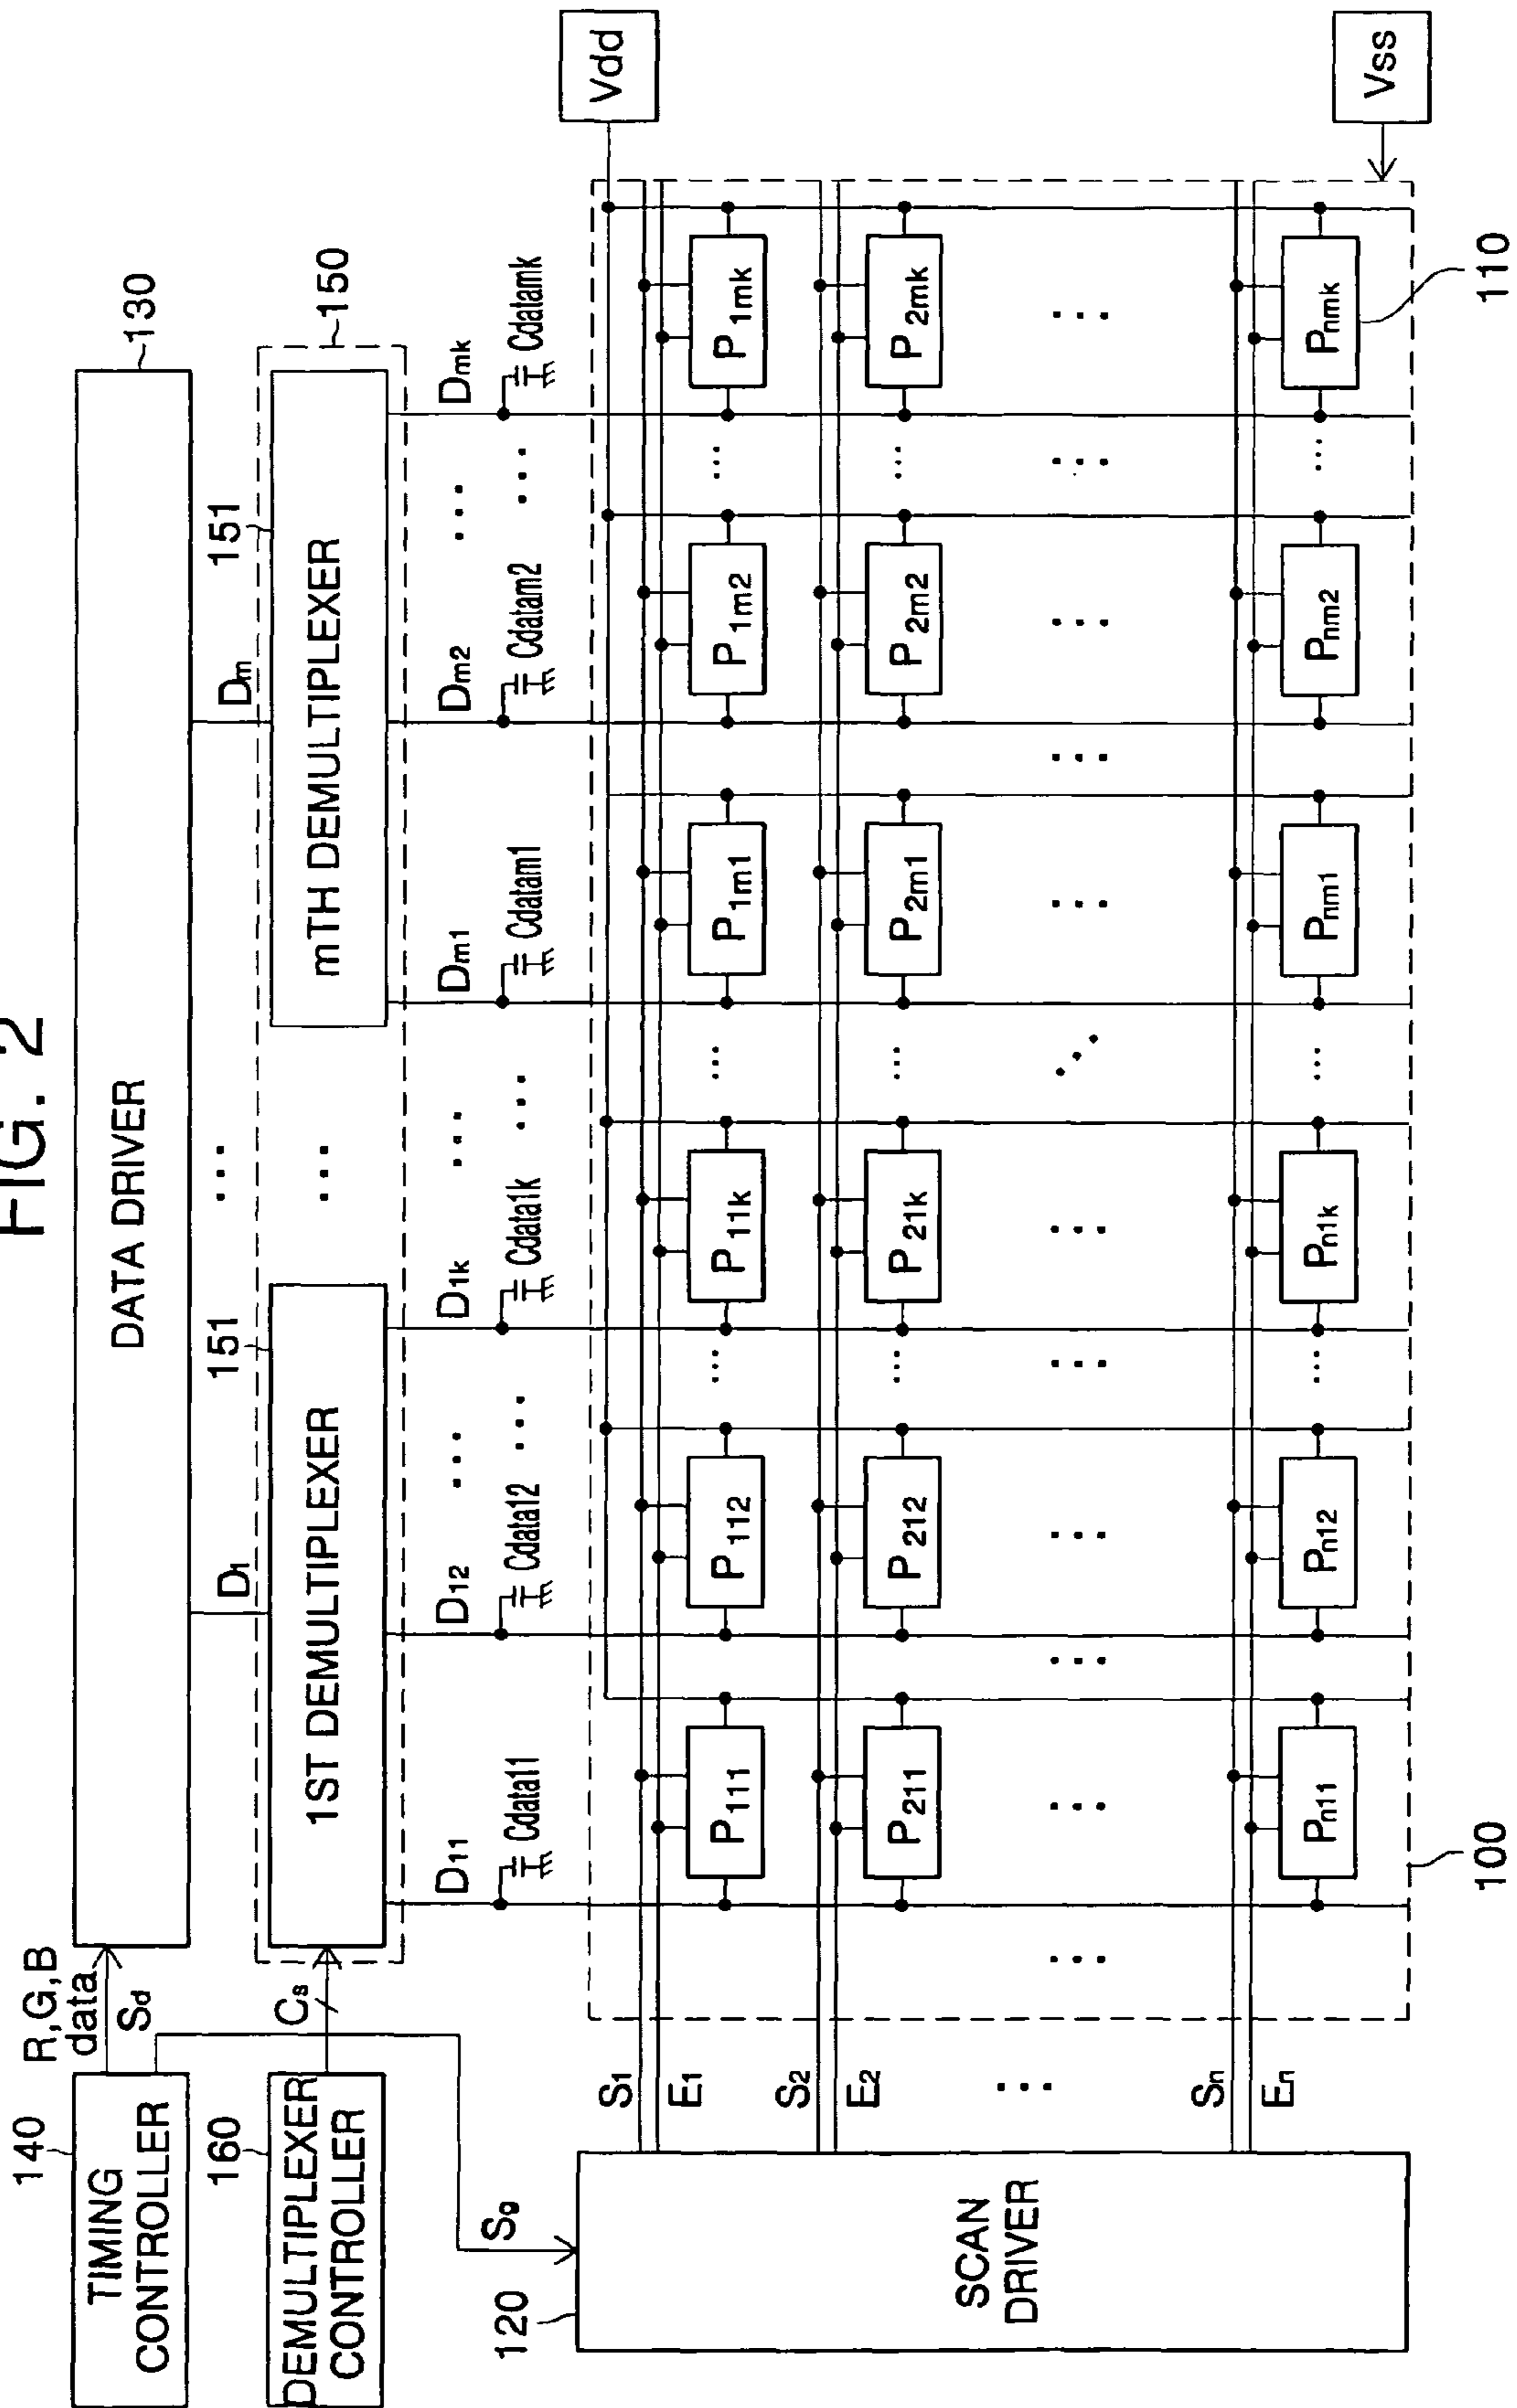 FIG. 2
140
TIMING
CONTROLLER
R,G,B
data
Sd
DATA DRIVER
130
160
DEMULTIPLEXER
CONTROLLER
Cs
D1
151
1ST DEMULTIPLEXER
...
...
Dm
151
mTH DEMULTIPLEXER
150
Sg
D11
D12
...
D1k
...
Dm1
Dm2
...
Dmk
Cdata11
Cdata12
...
Cdata1k
...
Cdatam1
Cdatam2
...
Cdatamk
Vdd
120
SCAN
DRIVER
S1
E1
P111
P112
...
P11k
...
P1m1
P1m2
...
P1mk
S2
E2
P211
P212
...
P21k
...
P2m1
P2m2
...
P2mk
...
Sn
En
Pn11
Pn12
...
Pn1k
...
Pnm1
Pnm2
...
Pnmk
Vss
100
110